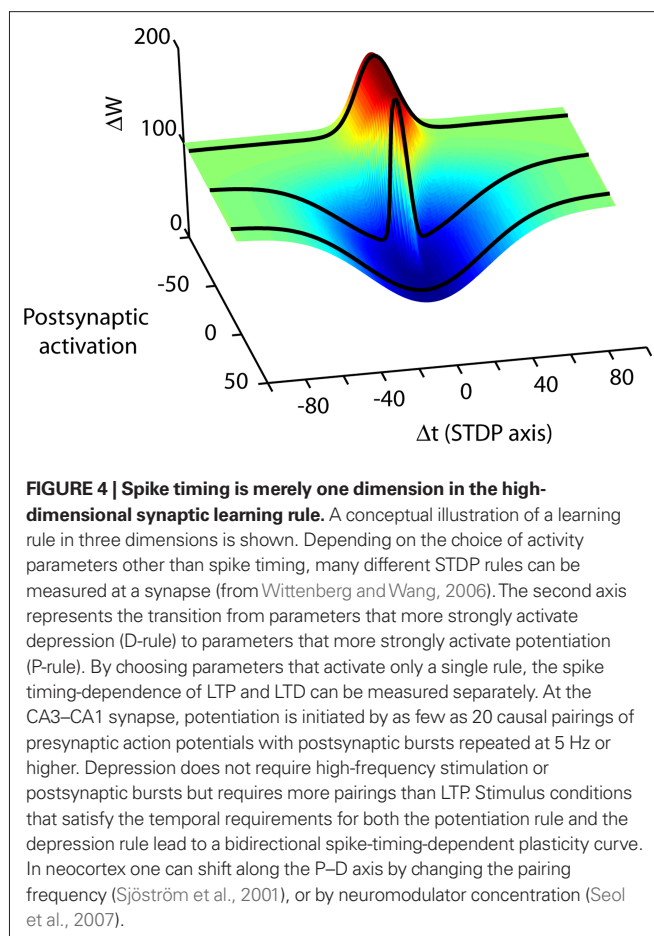 200
ΔW
100
0
-50
Postsynaptic
activation
0
50
-80
-40
0
40
80
Δt (STDP axis)
FIGURE 4 | Spike timing is merely one dimension in the high-
dimensional synaptic learning rule. A conceptual illustration of a learning
rule in three dimensions is shown. Depending on the choice of activity
parameters other than spike timing, many different STDP rules can be
measured at a synapse (from Wittenberg and Wang, 2006). The second axis
represents the transition from parameters that more strongly activate
depression (D-rule) to parameters that more strongly activate potentiation
(P-rule). By choosing parameters that activate only a single rule, the spike
timing-dependence of LTP and LTD can be measured separately. At the
CA3–CA1 synapse, potentiation is initiated by as few as 20 causal pairings of
presynaptic action potentials with postsynaptic bursts repeated at 5 Hz or
higher. Depression does not require high-frequency stimulation or
postsynaptic bursts but requires more pairings than LTP. Stimulus conditions
that satisfy the temporal requirements for both the potentiation rule and the
depression rule lead to a bidirectional spike-timing-dependent plasticity curve.
In neocortex one can shift along the P–D axis by changing the pairing
frequency (Sjöström et al., 2001), or by neuromodulator concentration (Seol
et al., 2007).